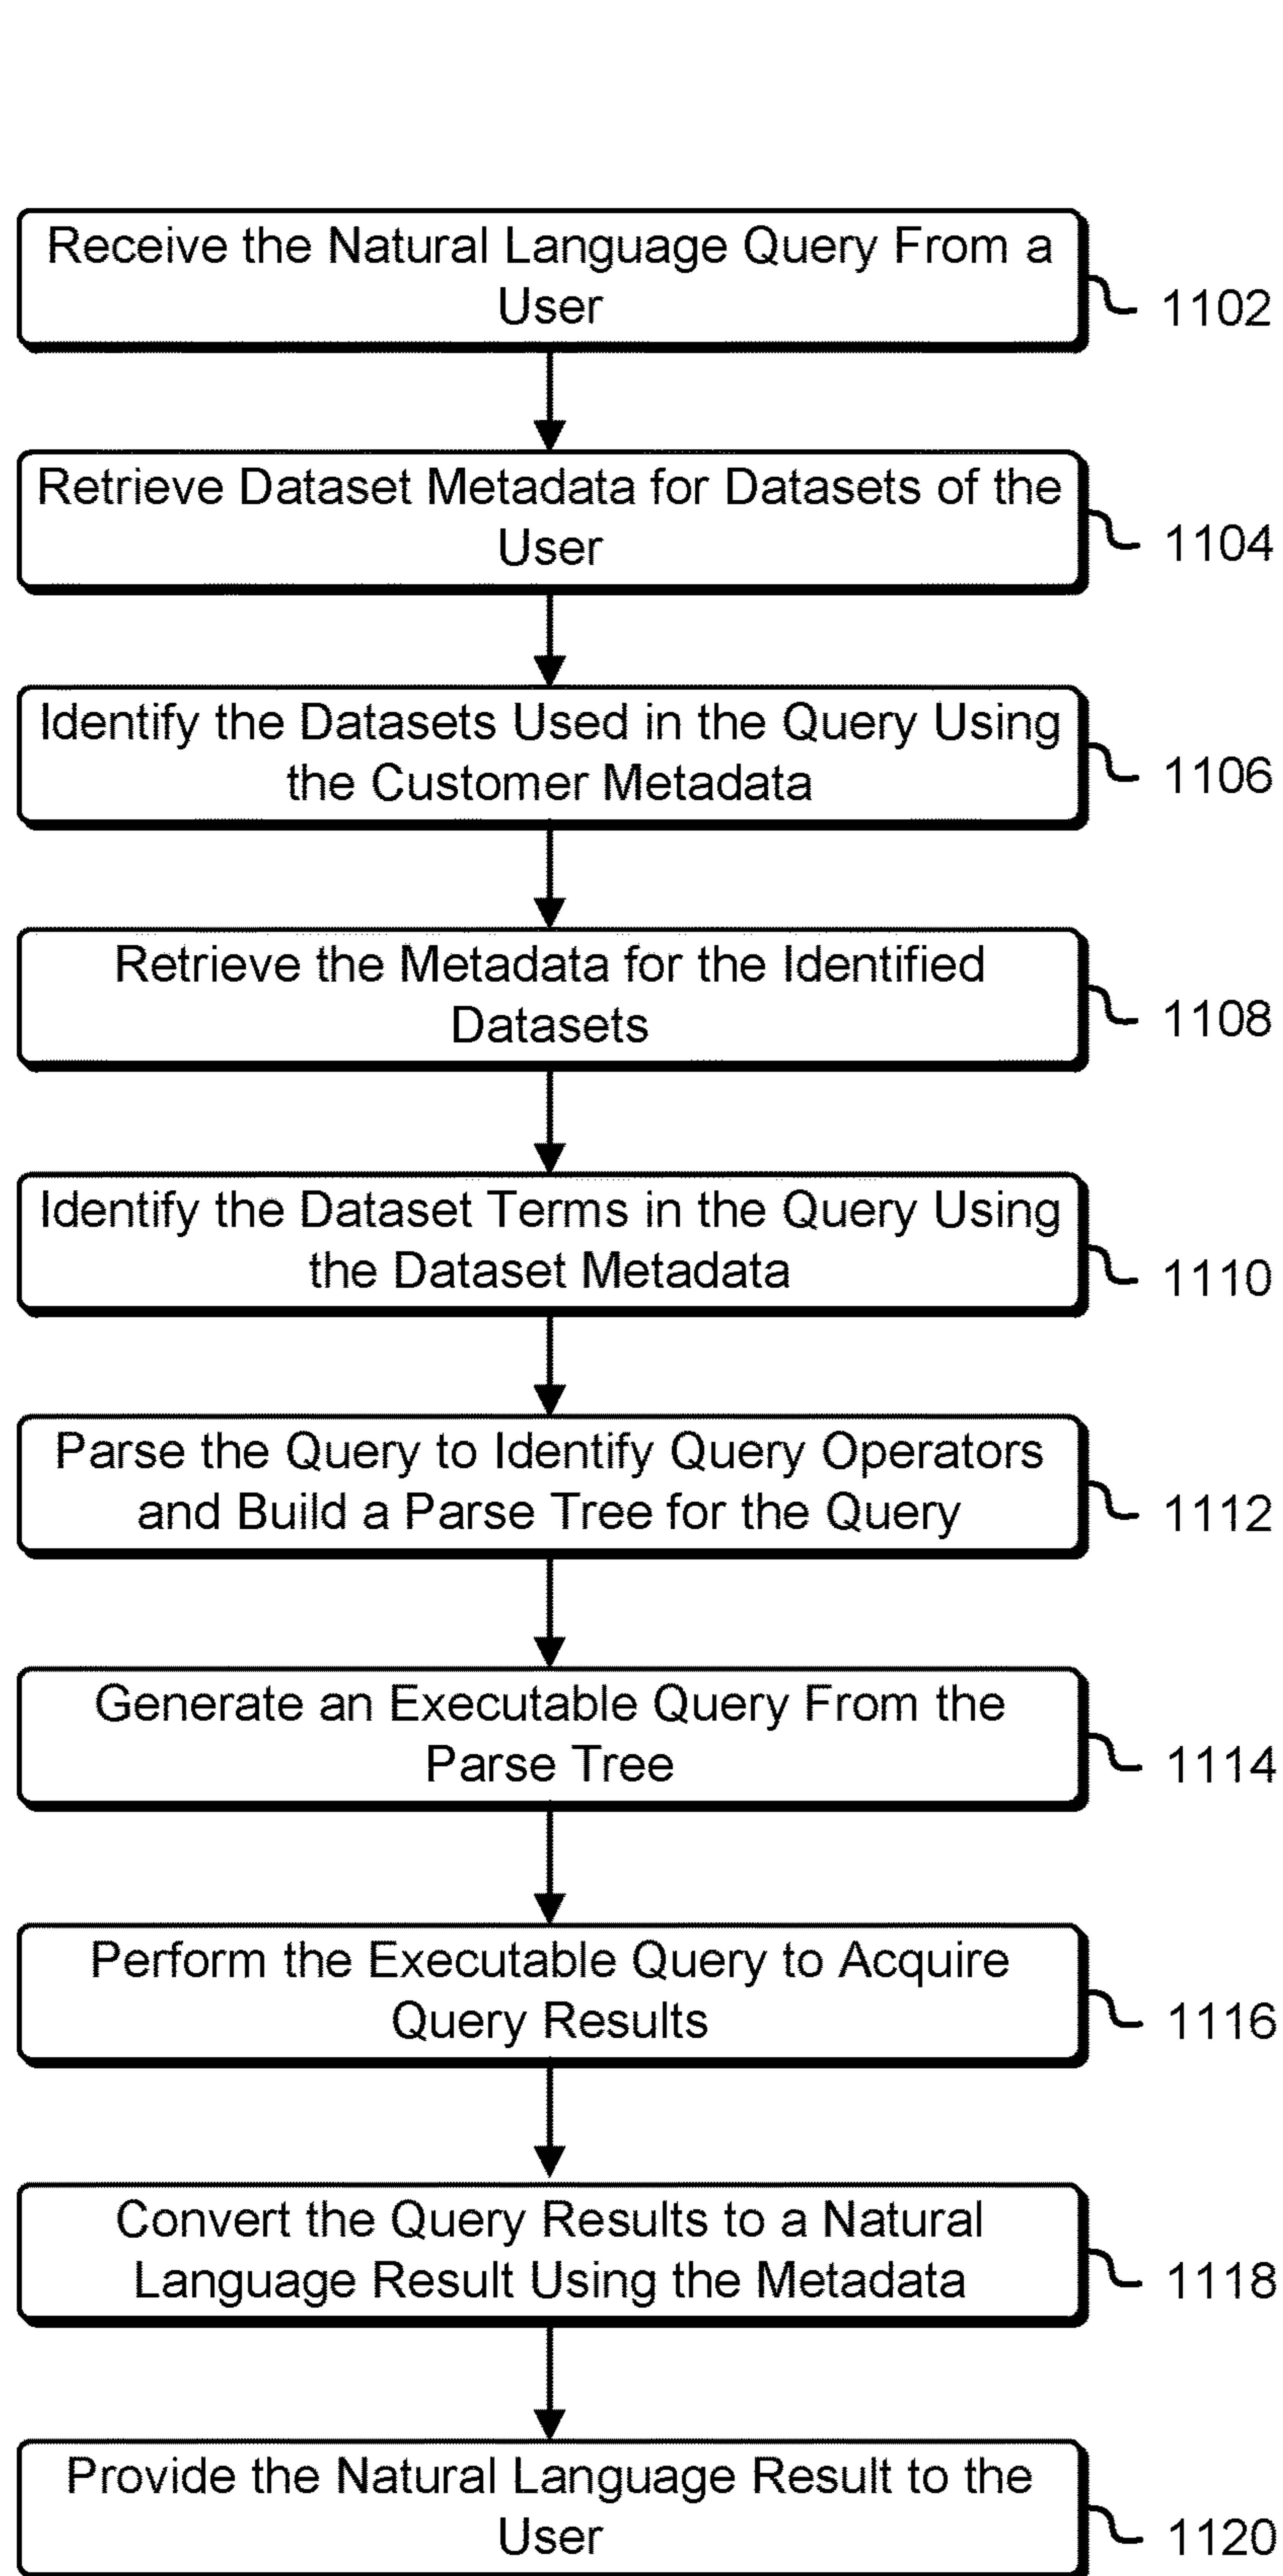 Receive the Natural Language Query From a
User
1102
Retrieve Dataset Metadata for Datasets of the
User
1104
Identify the Datasets Used in the Query Using
the Customer Metadata
1106
Retrieve the Metadata for the Identified
Datasets
1108
Identify the Dataset Terms in the Query Using
the Dataset Metadata
1110
Parse the Query to Identify Query Operators
and Build a Parse Tree for the Query
1112
Generate an Executable Query From the
Parse Tree
1114
Perform the Executable Query to Acquire
Query Results
1116
Convert the Query Results to a Natural
Language Result Using the Metadata
1118
Provide the Natural Language Result to the
User
1120